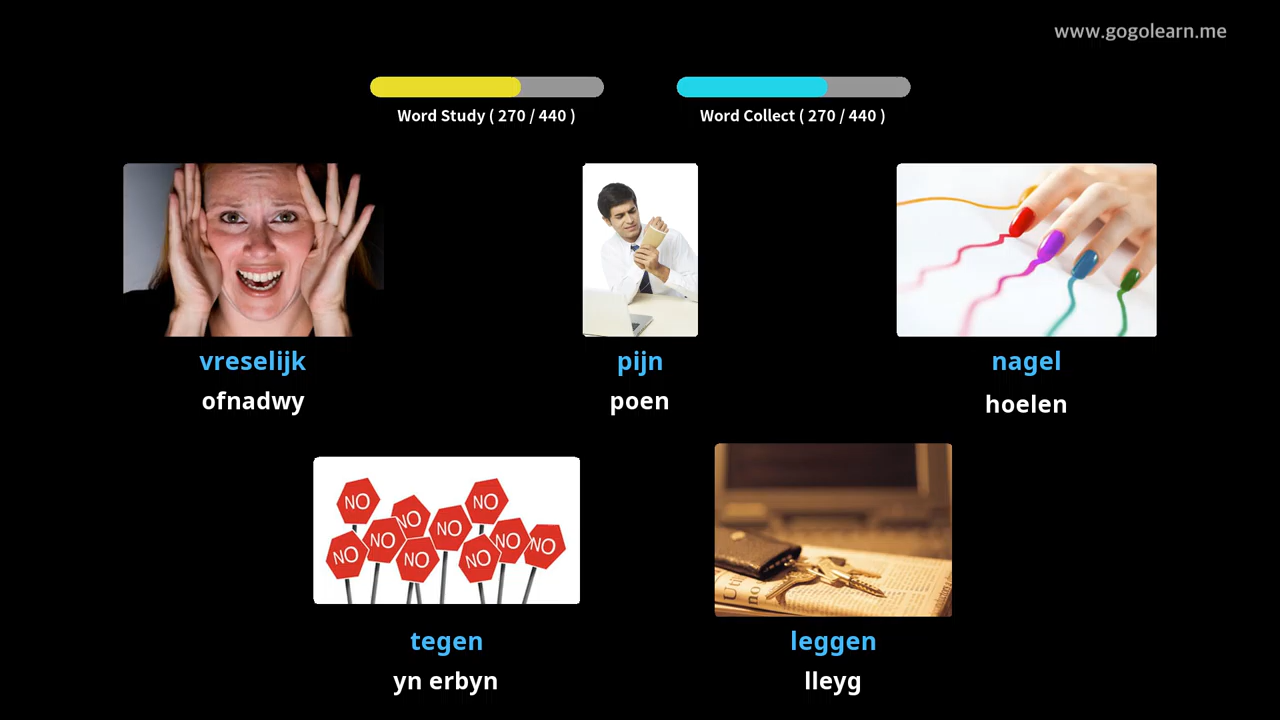 www.gogolearn.me
Word Study ( 270 / 440 )
Word Collect ( 270 / 440 )
vreselijk
ofnadwy
pijn
poen
nagel
hoelen
NO
NO
NO
NO
NO
NO
NO
NO
NO
NO
tegen
yn erbyn
leggen
lleyg